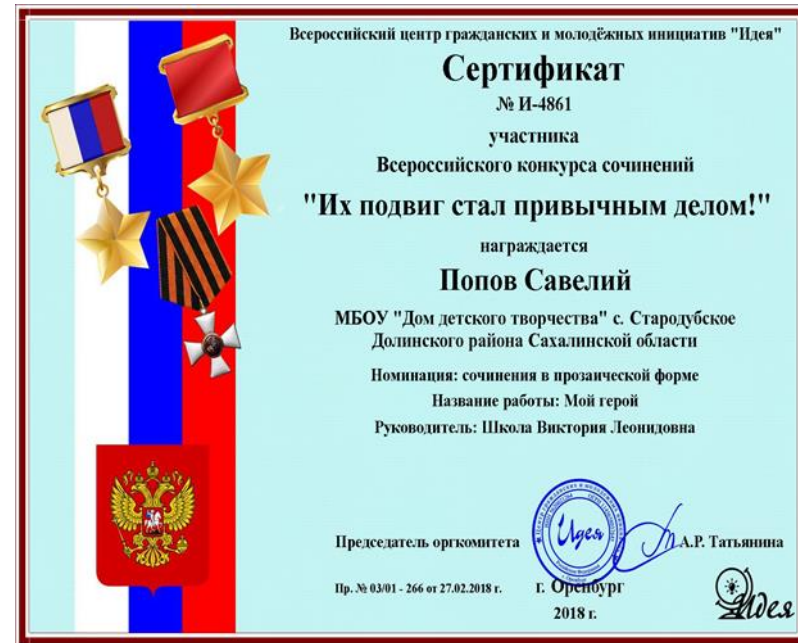 Всероссийский центр гражданских и молодёжных инициатив "Идея"
Сертификат
№ И-4861
участника
Всероссийского конкурса сочинений
"Их подвиг стал привычным делом!"
награждается
Попов Савелий
МБОУ "Дом детского творчества" с. Стародубское
Долинского района Сахалинской области
Номинация: сочинения в прозаической форме
Название работы: Мой герой
Руководитель: Школа Виктория Леонидовна
Председатель оргкомитета
Идея
А.Р. Татьянина
Пр. № 03/01 - 266 от 27.02.2018 г.
г. Оренбург
2018 г.
Идея